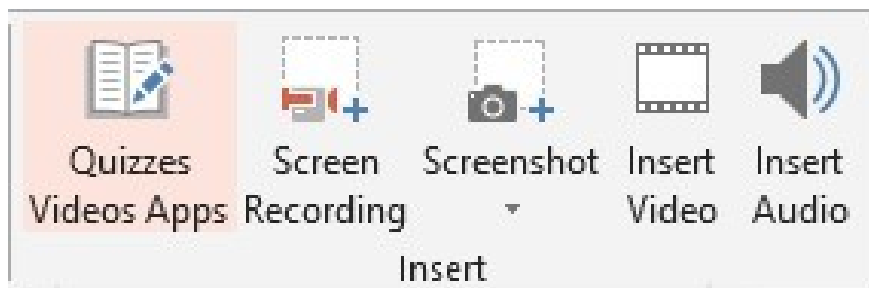 Quizzes
Videos Apps
Screen
Recording
Screenshot
Insert
Video
Insert
Audio
Insert